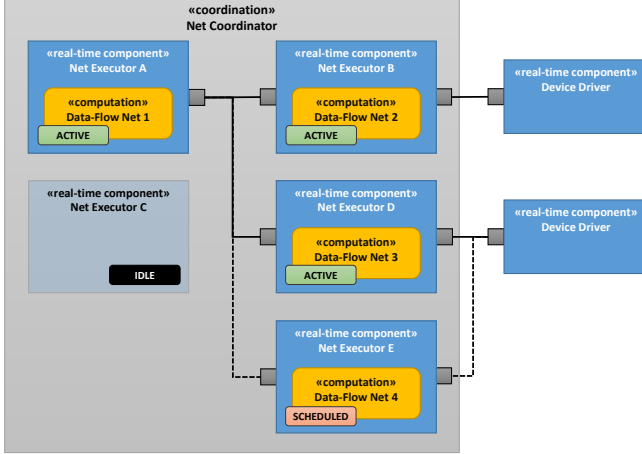 «coordination»
Net Coordinator
«real-time component»
Net Executor A
«computation»
Data-Flow Net 1
ACTIVE
«real-time component»
Net Executor B
«computation»
Data-Flow Net 2
ACTIVE
«real-time component»
Device Driver
«real-time component»
Net Executor C
IDLE
«real-time component»
Net Executor D
«computation»
Data-Flow Net 3
ACTIVE
«real-time component»
Device Driver
«real-time component»
Net Executor E
«computation»
Data-Flow Net 4
SCHEDULED